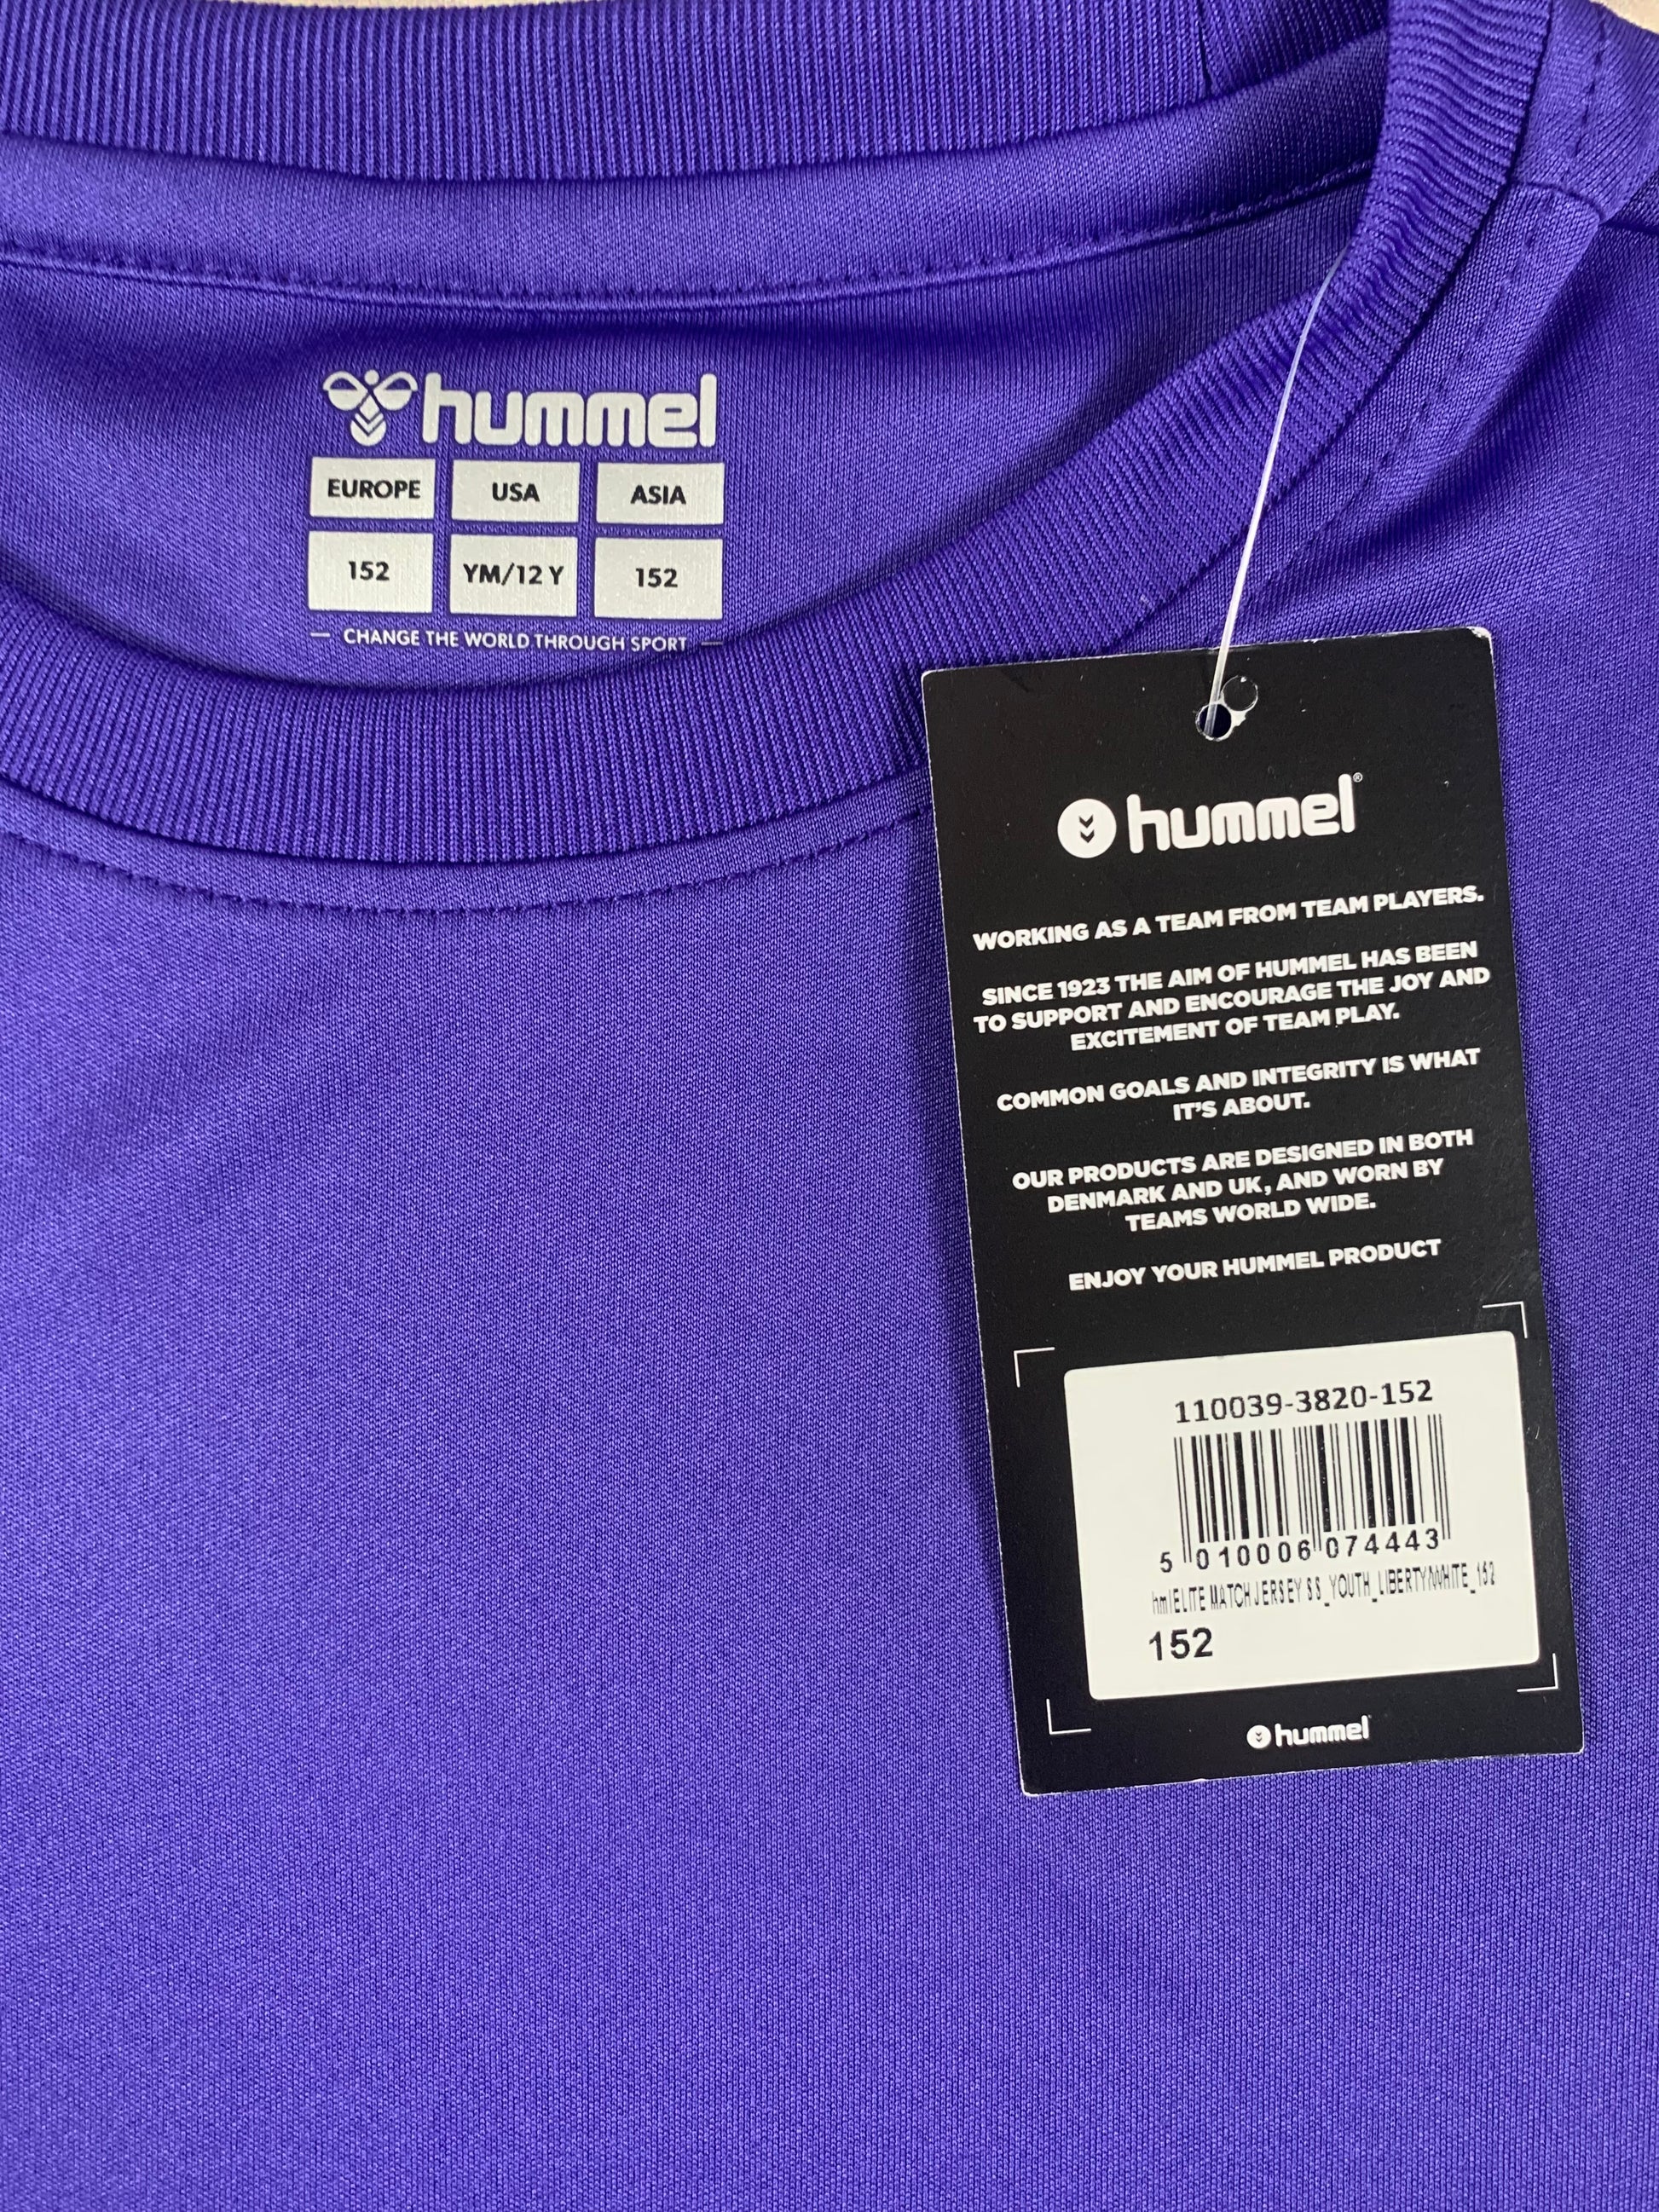 hummel
EUROPE USA ASIA
152 YM/12 Y 152
CHANGE THE WORLD THROUGH SPORT
hummel®
WORKING AS A TEAM FROM TEAM PLAYERS.
SINCE 1923 THE AIM OF HUMMEL HAS BEEN
TO SUPPORT AND ENCOURAGE THE JOY AND
EXCITEMENT OF TEAM PLAY.
COMMON GOALS AND INTEGRITY IS WHAT
IT'S ABOUT.
OUR PRODUCTS ARE DESIGNED IN BOTH
DENMARK AND UK, AND WORN BY
TEAMS WORLD WIDE.
ENJOY YOUR HUMMEL PRODUCT
110039-3820-152
5 010006 074443
hmlELITE MATCH JERSEY SS_YOUTH_LIBERTY/WHITE_152
152
hummel